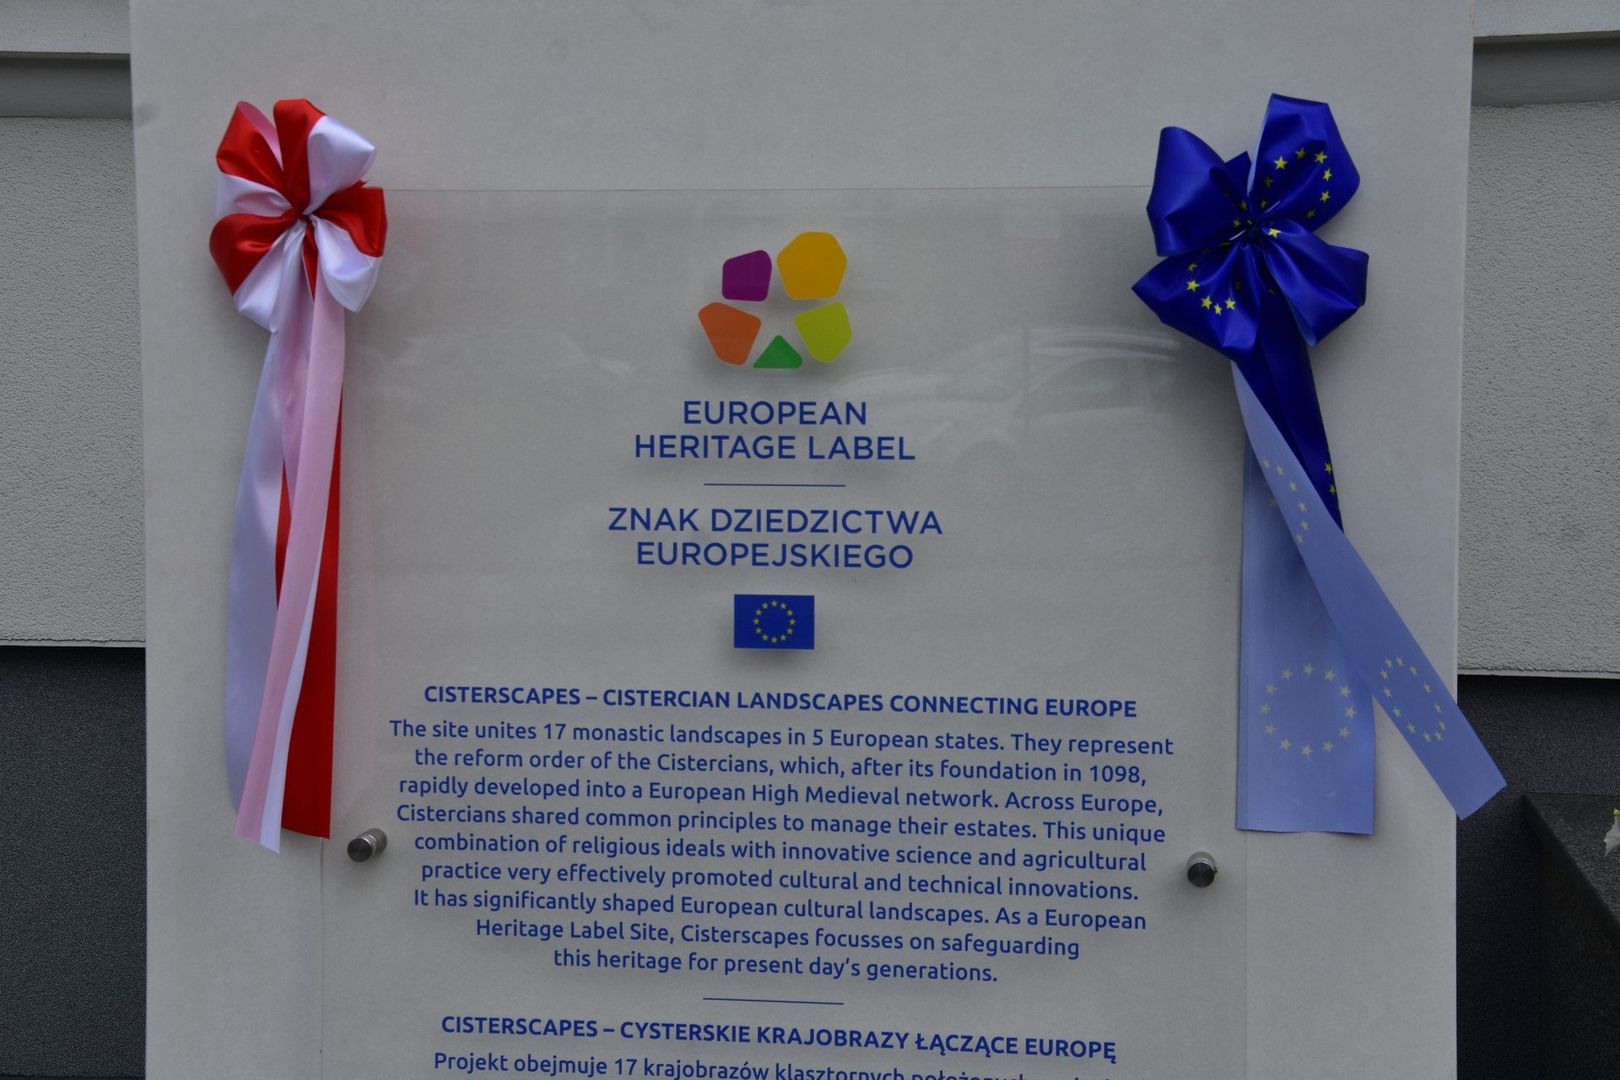 EUROPEAN
HERITAGE LABEL
ZNAK DZIEDZICTWA
EUROPEJSKIEGO
CISTERSCAPES – CISTERCIAN LANDSCAPES CONNECTING EUROPE
The site unites 17 monastic landscapes in 5 European states. They represent
the reform order of the Cistercians, which, after its foundation in 1098,
rapidly developed into a European High Medieval network. Across Europe,
Cistercians shared common principles to manage their estates. This unique
combination of religious ideals with innovative science and agricultural
practice very effectively promoted cultural and technical innovations.
It has significantly shaped European cultural landscapes. As a European
Heritage Label Site, Cisterscapes focusses on safeguarding
this heritage for present day's generations.
CISTERSCAPES – CYSTERSKIE KRAJOBRAZY ŁĄCZĄCE EUROPĘ
Projekt obejmuje 17 krajobrazów klasztornych